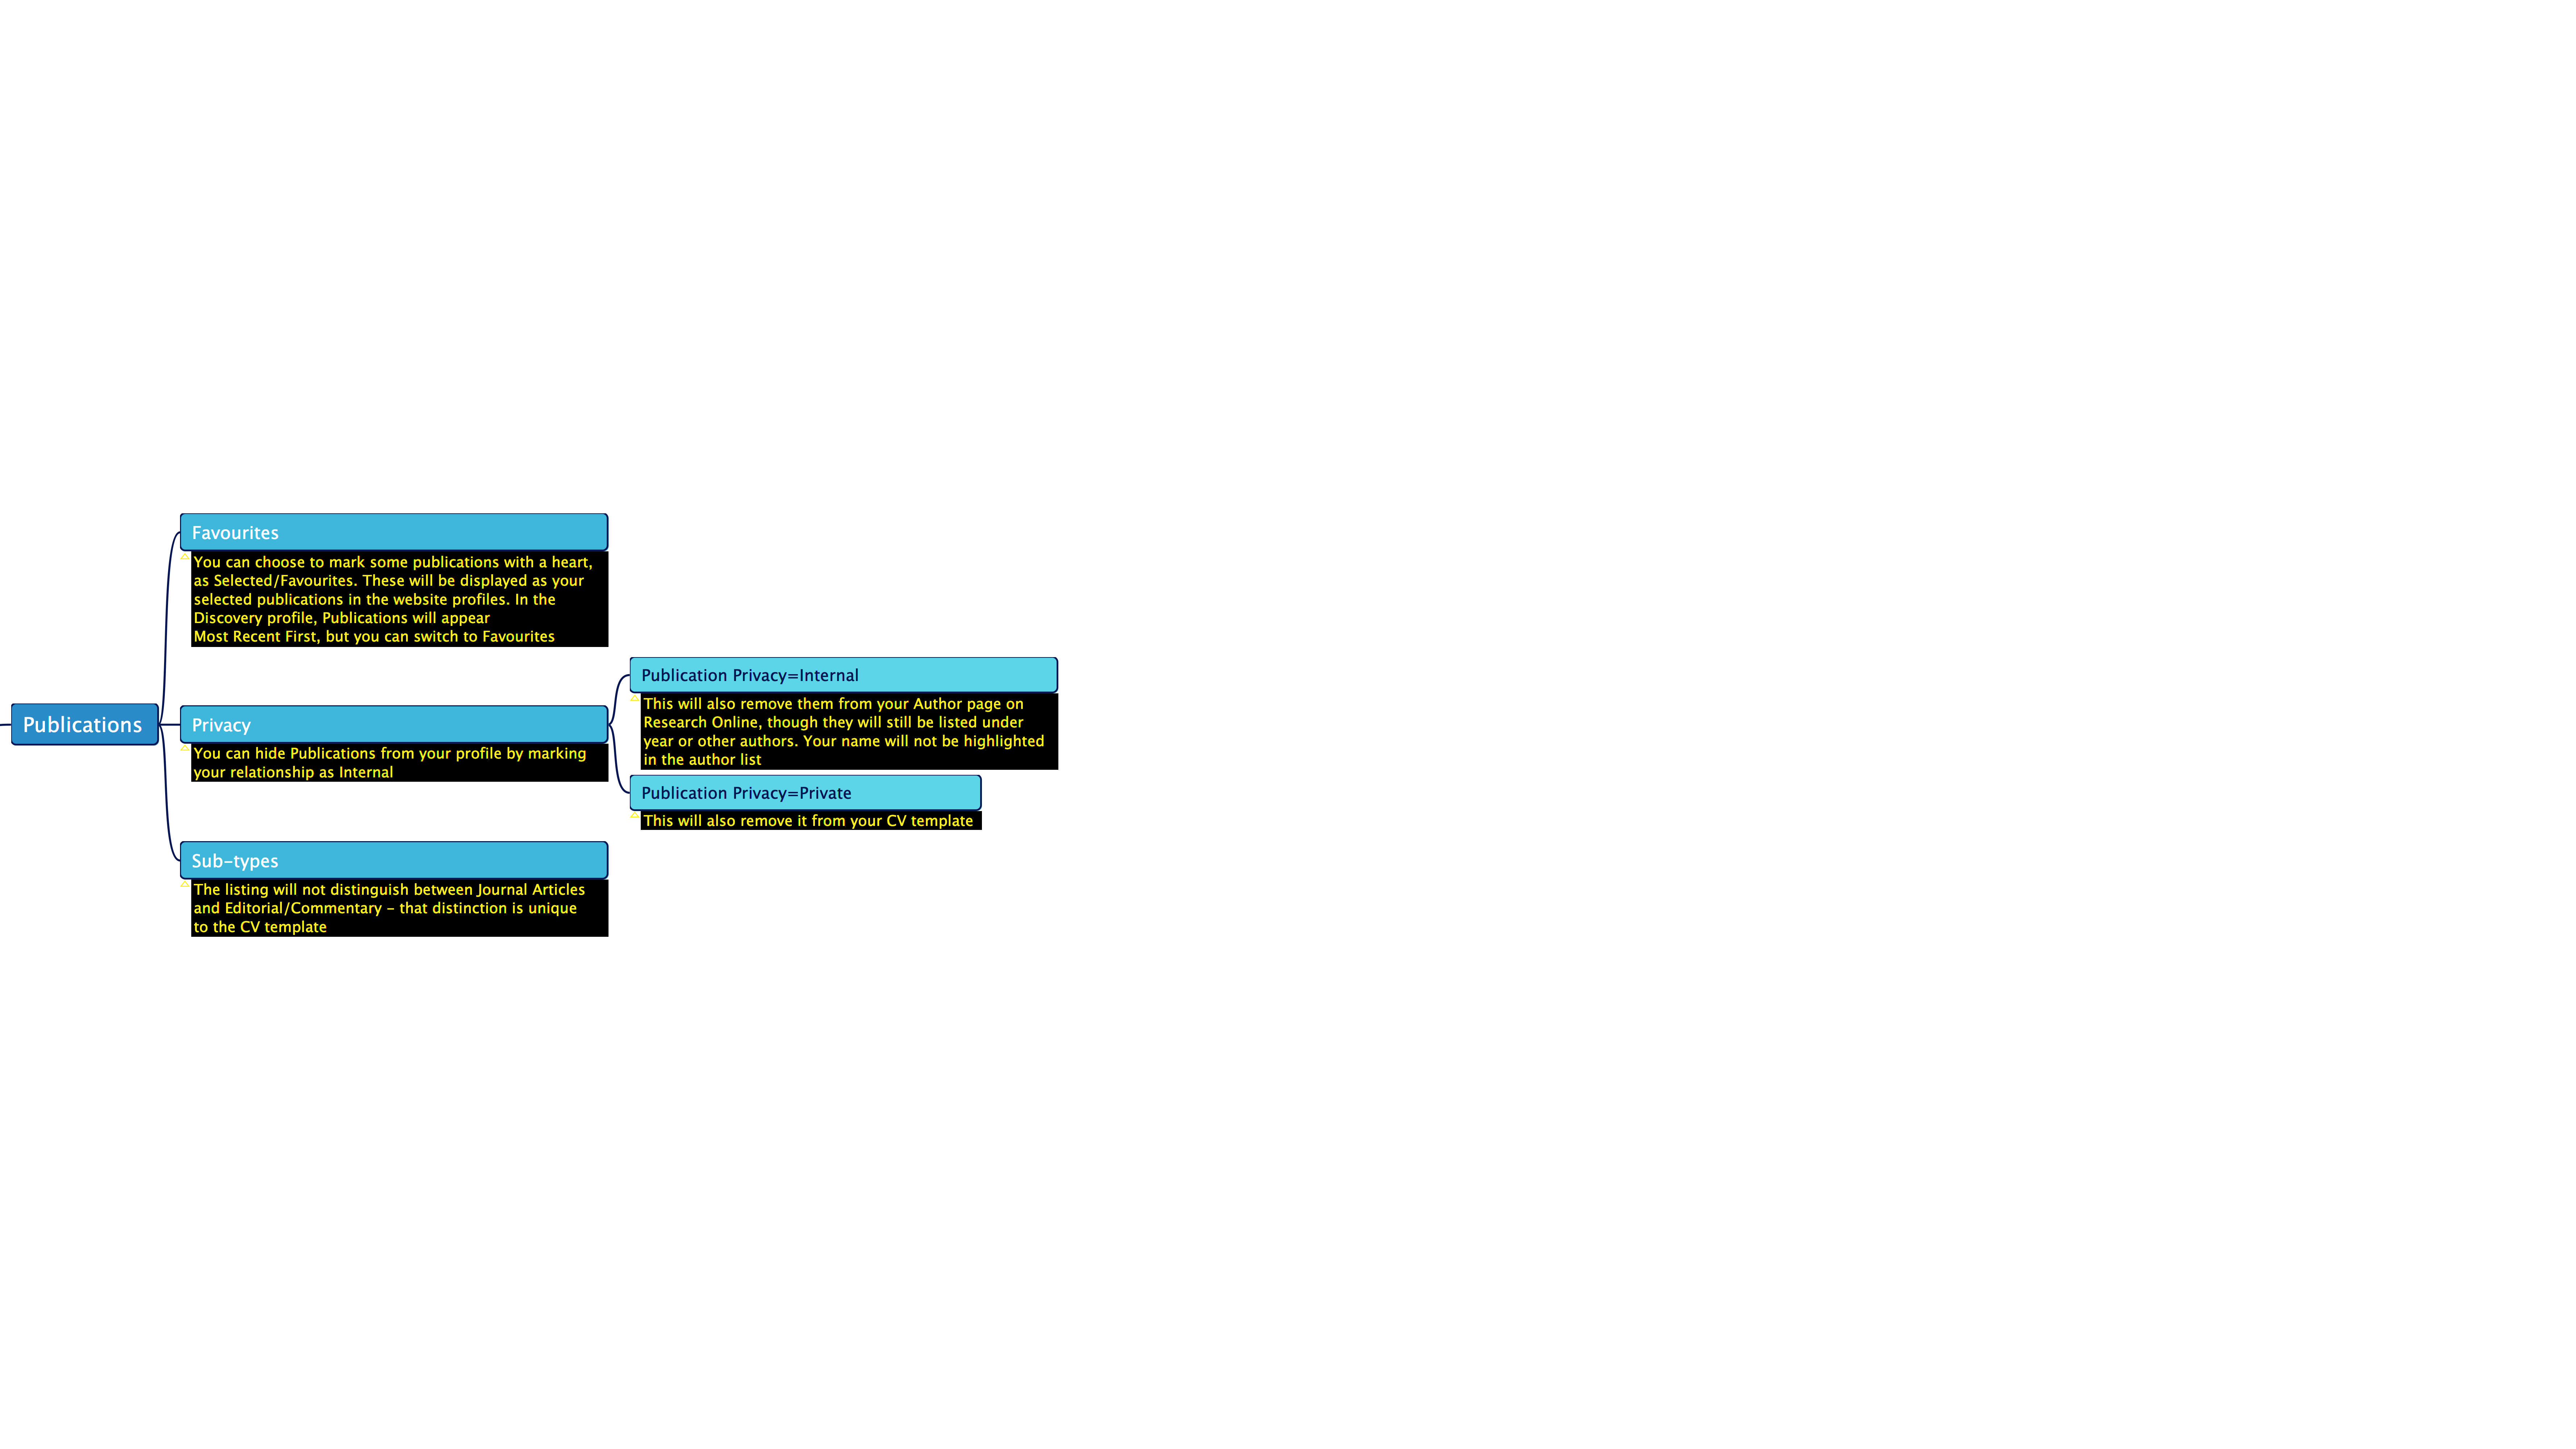 Publications
Favourites
You can choose to mark some publications with a heart,
as Selected/Favourites. These will be displayed as your
selected publications in the website profiles. In the
Discovery profile, Publications will appear
Most Recent First, but you can switch to Favourites
Privacy
You can hide Publications from your profile by marking
your relationship as Internal
Publication Privacy=Internal
This will also remove them from your Author page on
Research Online, though they will still be listed under
year or other authors. Your name will not be highlighted
in the author list
Publication Privacy=Private
This will also remove it from your CV template
Sub-types
The listing will not distinguish between Journal Articles
and Editorial/Commentary - that distinction is unique
to the CV template